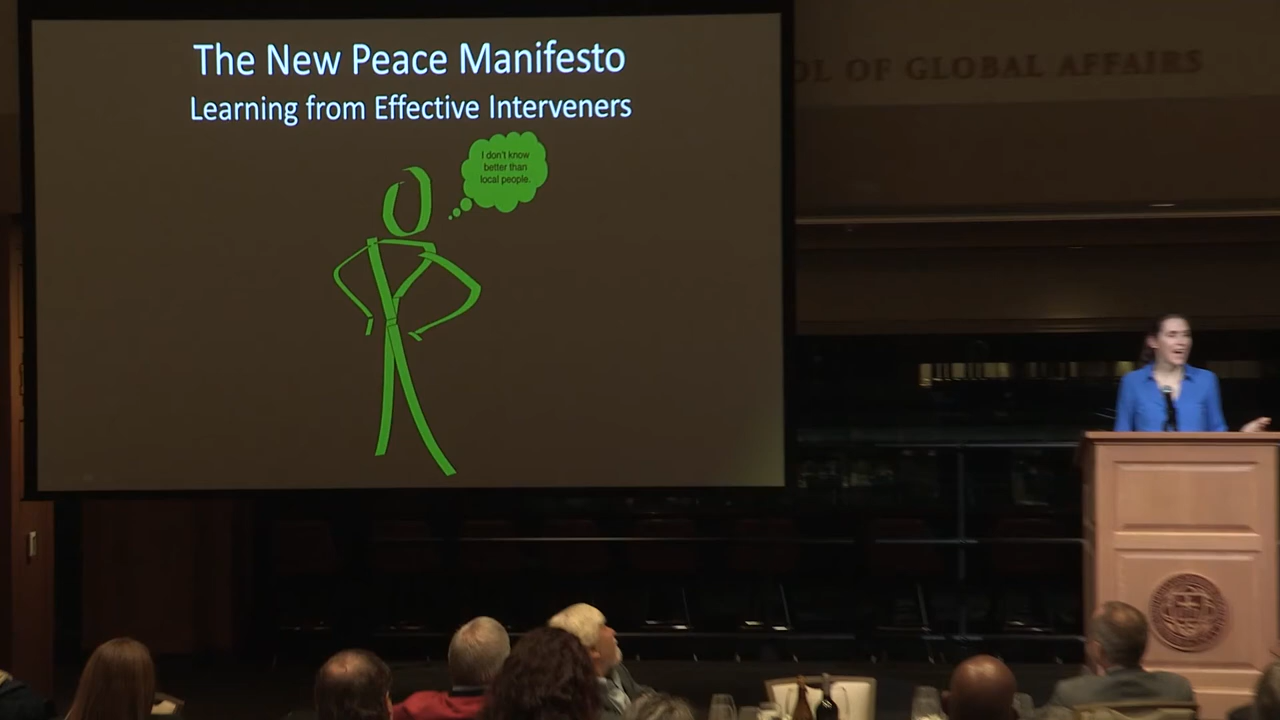 The New Peace Manifesto
Learning from Effective Interveners
I don't know
better than
local people.
OL OF GLOBAL AFFAIRS